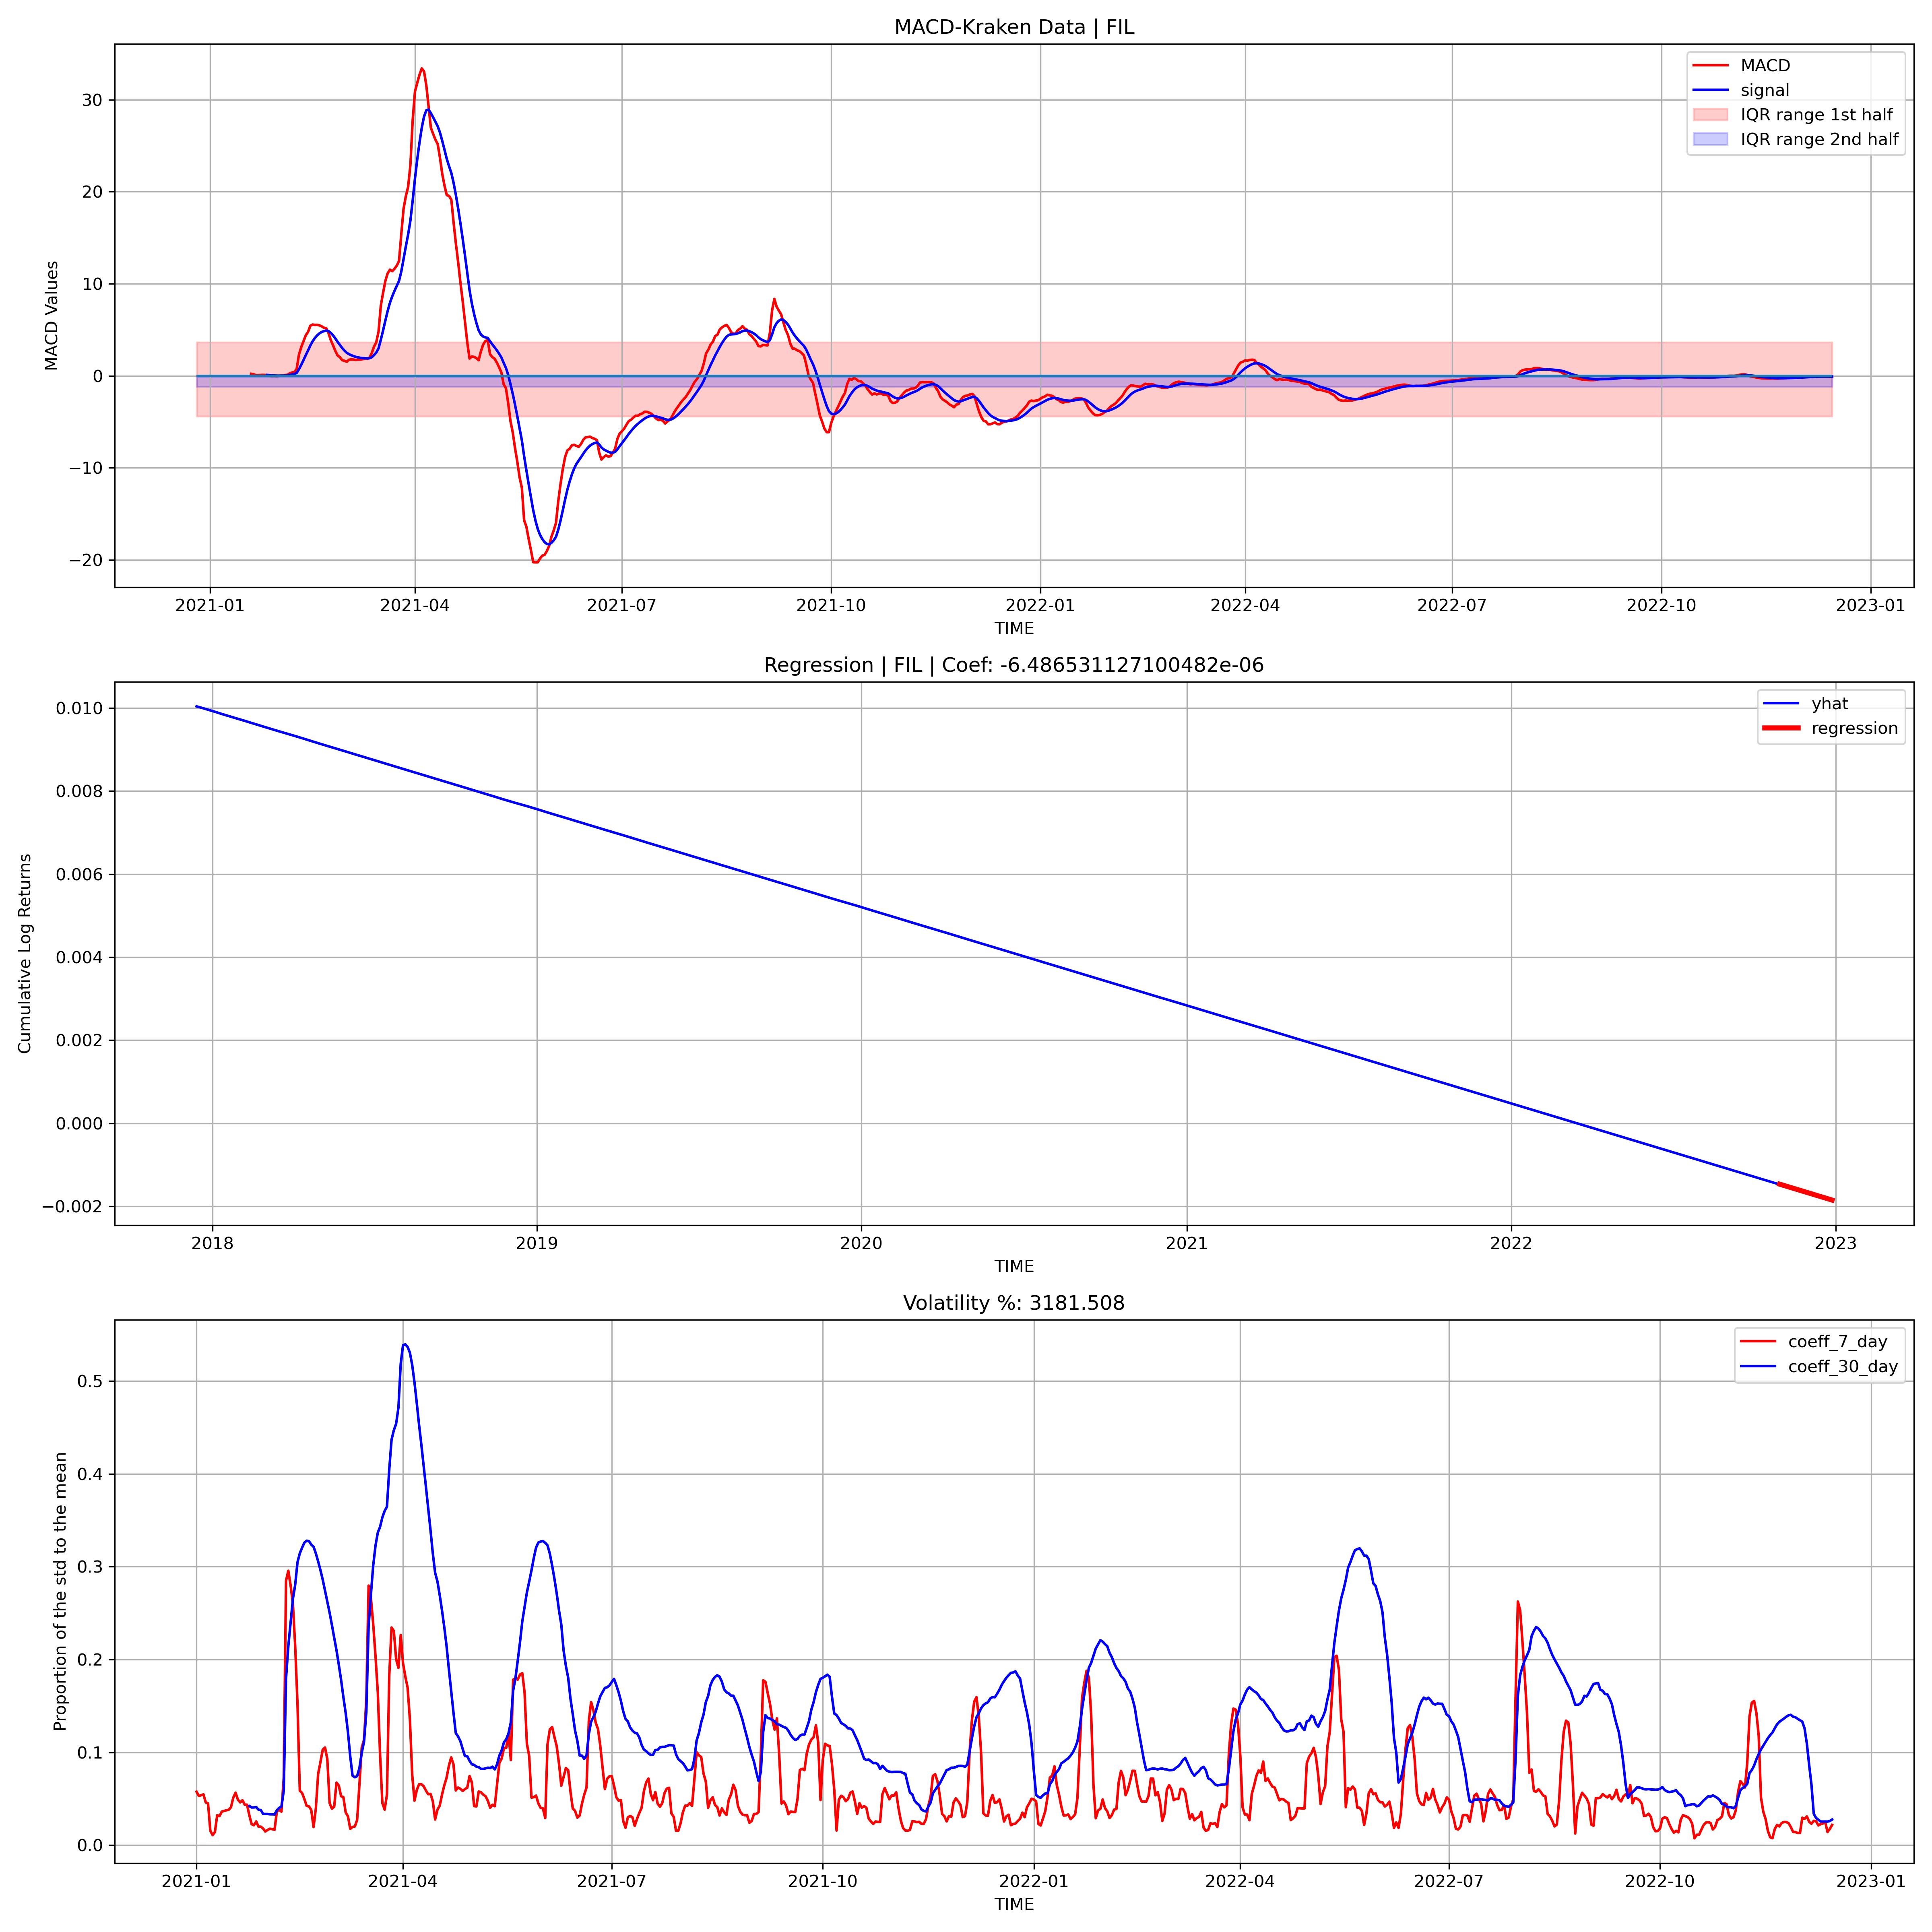 MACD-Kraken Data | FIL
MACD Values
30
20
10
0
−10
−20
MACD
signal
IQR range 1st half
IQR range 2nd half
2021-01 2021-04 2021-07 2021-10 2022-01 2022-04 2022-07 2022-10 2023-01
TIME
Regression | FIL | Coef: -6.486531127100482e-06
Cumulative Log Returns
0.010
0.008
0.006
0.004
0.002
0.000
−0.002
yhat
regression
2018 2019 2020 2021 2022 2023
TIME
Volatility %: 3181.508
Proportion of the std to the mean
0.5
0.4
0.3
0.2
0.1
0.0
coeff_7_day
coeff_30_day
2021-01 2021-04 2021-07 2021-10 2022-01 2022-04 2022-07 2022-10 2023-01
TIME